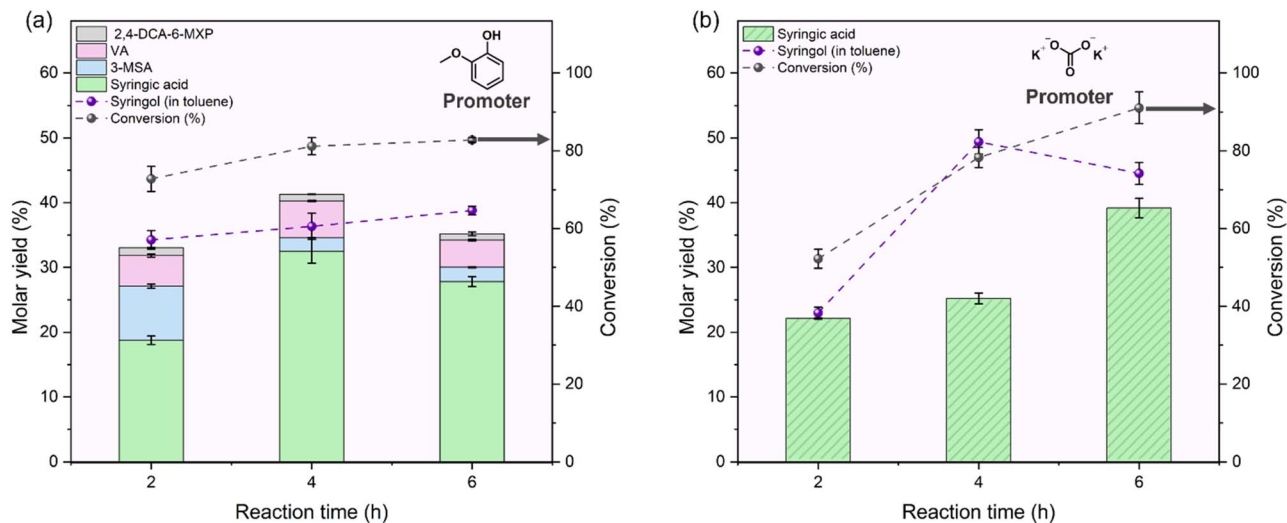 (a)
2,4-DCA-6-MXP
VA
3-MSA
Syringic acid
Syringol (in toluene)
Conversion (%)
OH
O
Promoter
60
50
40
30
20
10
0
Molar yield (%)
100
80
60
40
20
0
Conversion (%)
2
4
6
Reaction time (h)
(b)
Syringic acid
Syringol (in toluene)
Conversion (%)
K⁺ ⁻O O⁻ K⁺
O
Promoter
60
50
40
30
20
10
0
Molar yield (%)
100
80
60
40
20
0
Conversion (%)
2
4
6
Reaction time (h)